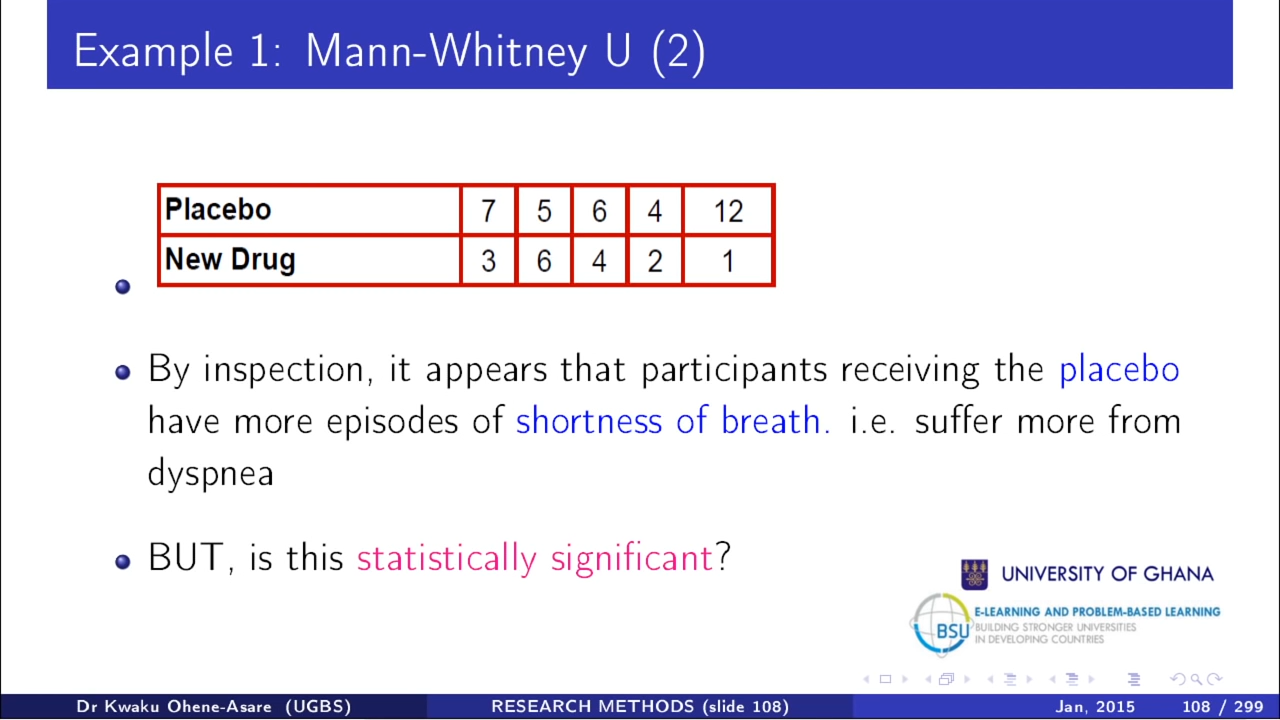 Example 1: Mann-Whitney U (2)
Placebo 7 5 6 4 12
New Drug 3 6 4 2 1
By inspection, it appears that participants receiving the placebo
have more episodes of shortness of breath. i.e. suffer more from
dyspnea
BUT, is this statistically significant?
UNIVERSITY OF GHANA
E-LEARNING AND PROBLEM-BASED LEARNING
BSU BUILDING STRONGER UNIVERSITIES
IN DEVELOPING COUNTRIES
Dr Kwaku Ohene-Asare (UGBS) RESEARCH METHODS (slide 108) Jan, 2015 108 / 299